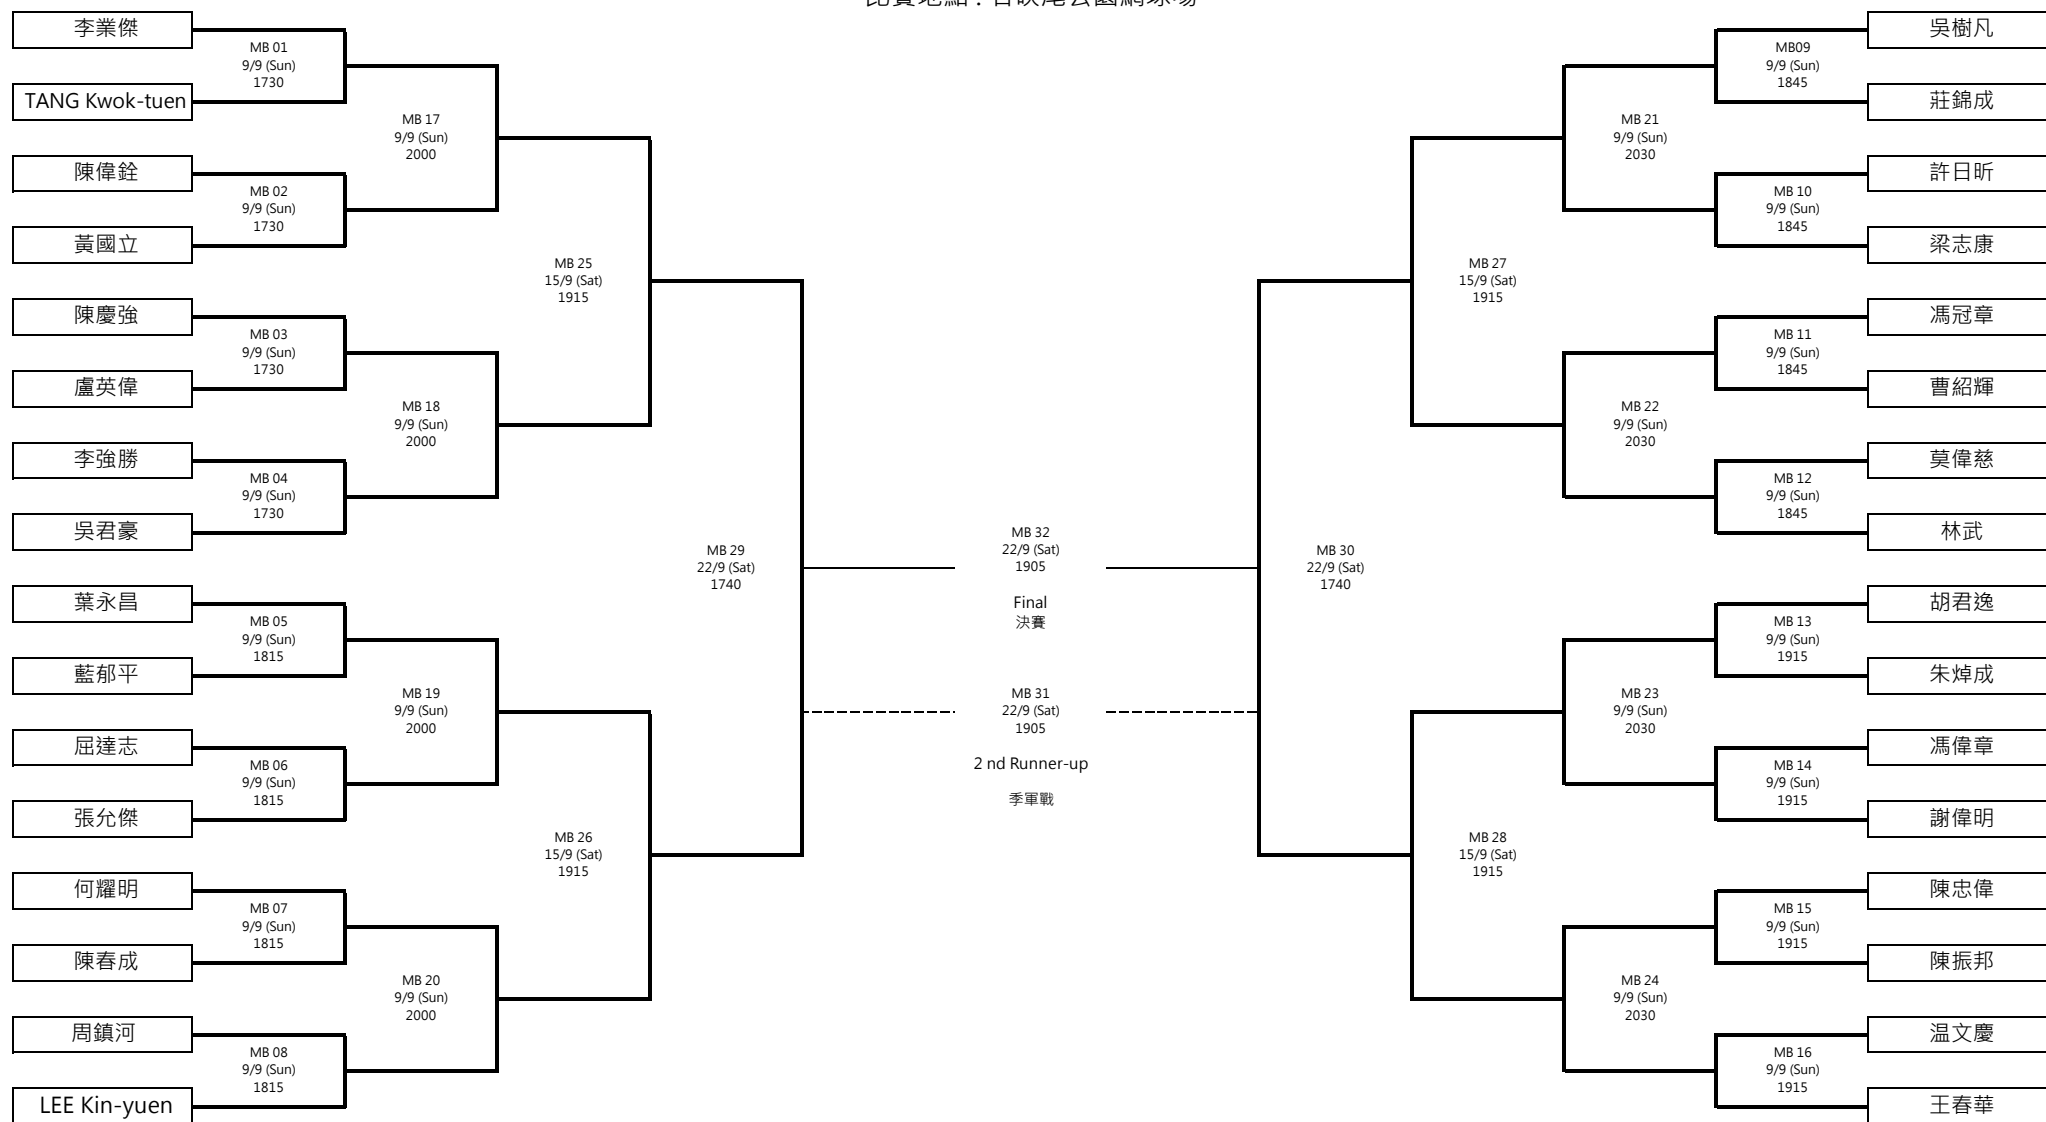 比賽地點 : 石硤尾公園網球場
李業傑
TANG Kwok-tuen
陳偉銓
黃國立
陳慶強
盧英偉
李強勝
吳君豪
葉永昌
藍郁平
屈達志
張允傑
何耀明
陳春成
周鎮河
LEE Kin-yuen
MB 01
9/9 (Sun)
1730
MB 02
9/9 (Sun)
1730
MB 03
9/9 (Sun)
1730
MB 04
9/9 (Sun)
1730
MB 05
9/9 (Sun)
1815
MB 06
9/9 (Sun)
1815
MB 07
9/9 (Sun)
1815
MB 08
9/9 (Sun)
1815
MB 17
9/9 (Sun)
2000
MB 18
9/9 (Sun)
2000
MB 19
9/9 (Sun)
2000
MB 20
9/9 (Sun)
2000
MB 25
15/9 (Sat)
1915
MB 26
15/9 (Sat)
1915
MB 29
22/9 (Sat)
1740
MB 32
22/9 (Sat)
1905
Final
決賽
MB 31
22/9 (Sat)
1905
2 nd Runner-up
季軍戰
MB 30
22/9 (Sat)
1740
MB 27
15/9 (Sat)
1915
MB 28
15/9 (Sat)
1915
MB 21
9/9 (Sun)
2030
MB 22
9/9 (Sun)
2030
MB 23
9/9 (Sun)
2030
MB 24
9/9 (Sun)
2030
MB09
9/9 (Sun)
1845
MB 10
9/9 (Sun)
1845
MB 11
9/9 (Sun)
1845
MB 12
9/9 (Sun)
1845
MB 13
9/9 (Sun)
1915
MB 14
9/9 (Sun)
1915
MB 15
9/9 (Sun)
1915
MB 16
9/9 (Sun)
1915
吳樹凡
莊錦成
許日昕
梁志康
馮冠章
曹紹輝
莫偉慈
林武
胡君逸
朱焯成
馮偉章
謝偉明
陳忠偉
陳振邦
温文慶
王春華